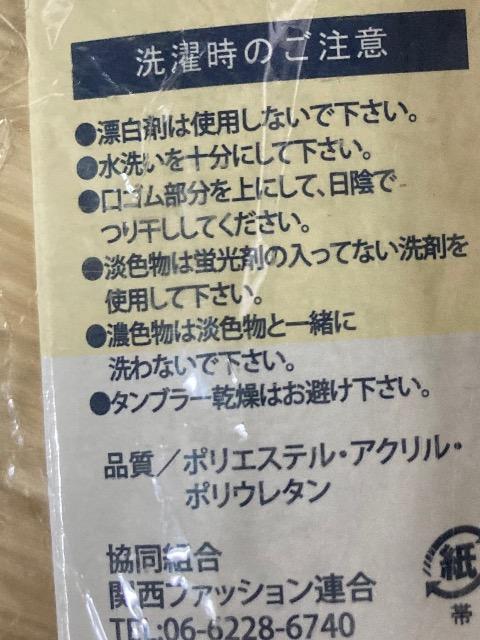 洗濯時のご注意
●漂白剤は使用しないで下さい。
●水洗いを十分にして下さい。
●口ゴム部分を上にして、日陰で
つり干ししてください。
●淡色物は蛍光剤の入ってない洗剤を
使用して下さい。
●濃色物は淡色物と一緒に
洗わないで下さい。
●タンブラー乾燥はお避け下さい。
品質／ポリエステル・アクリル・
ポリウレタン
協同組合
関西ファッション連合
TEL:06-6228-6740
紙
帯